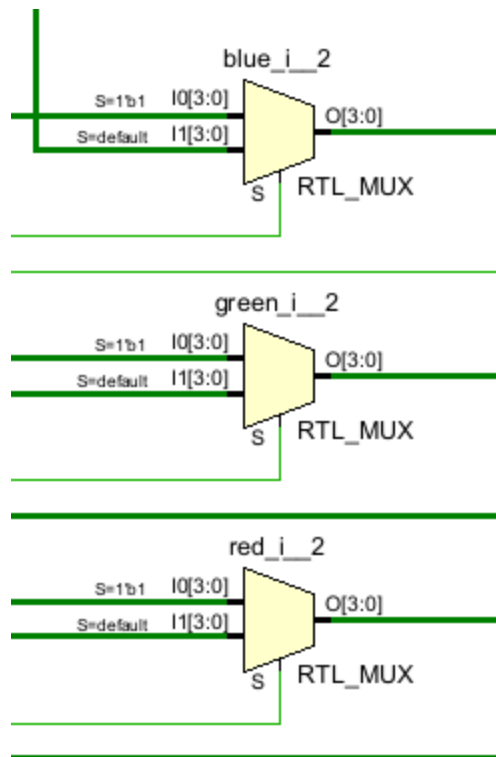 blue_i__2
S=1'b1 I0[3:0]
O[3:0]
S=default I1[3:0]
S RTL_MUX
green_i__2
S=1'b1 I0[3:0]
O[3:0]
S=default I1[3:0]
S RTL_MUX
red_i__2
S=1'b1 I0[3:0]
O[3:0]
S=default I1[3:0]
S RTL_MUX